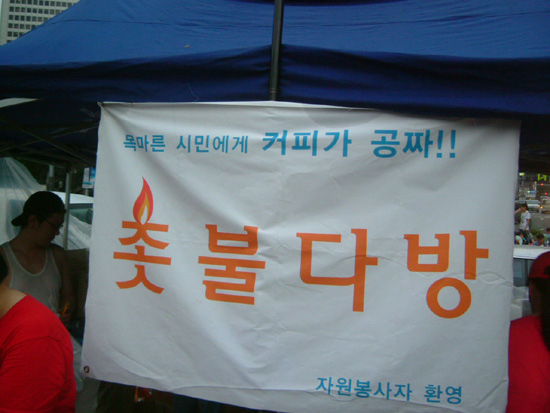 목마른 시민에게 커피가 공짜!!
촛불다방
자원봉사자 환영